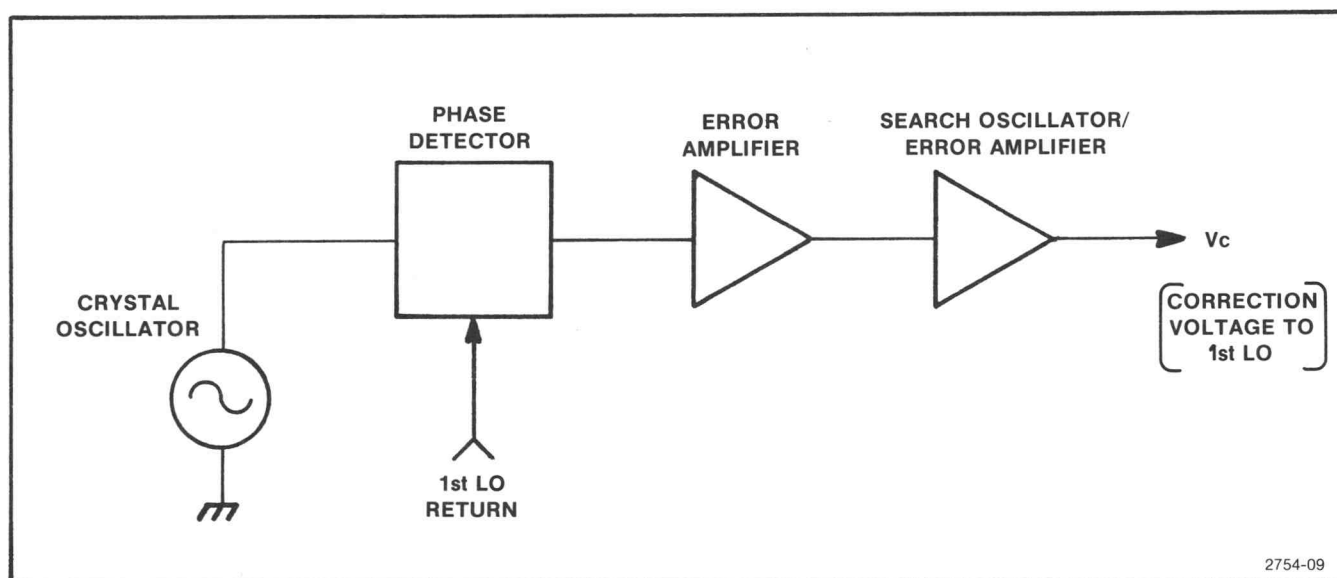 PHASE
DETECTOR
ERROR
AMPLIFIER
SEARCH OSCILLATOR/
ERROR AMPLIFIER
Vc
CORRECTION
VOLTAGE TO
1st LO
CRYSTAL
OSCILLATOR
1st LO
RETURN
2754-09